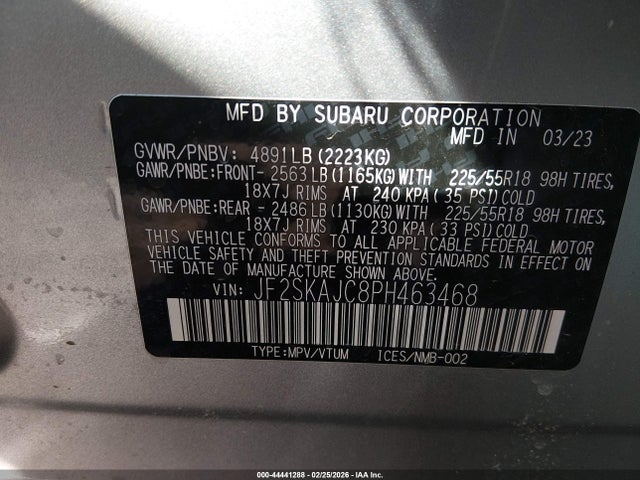 MFD BY SUBARU CORPORATION
MFD IN 03/23
GVWR/PNBV: 4891LB(2223KG)
GAWR/PNBE:FRONT- 2563LB(1165KG)WITH 225/55R18 98H TIRES,
18X7J RIMS AT 240 KPA( 35 PSI)COLD
GAWR/PNBE:REAR - 2486LB(1130KG)WITH 225/55R18 98H TIRES,
18X7J RIMS AT 230 KPA( 33 PSI)COLD.
THIS VEHICLE CONFORMS TO ALL APPLICABLE FEDERAL MOTOR
VEHICLE SAFETY AND THEFT PREVENTION STANDARDS IN EFFECT
ON THE DATE OF MANUFACTURE SHOWN ABOVE.
VIN: JF2SKAJC8PH463468
TYPE:MPV/VTUM ICES/NMB-002
000-44441288 - 02/25/2026 - IAA Inc.